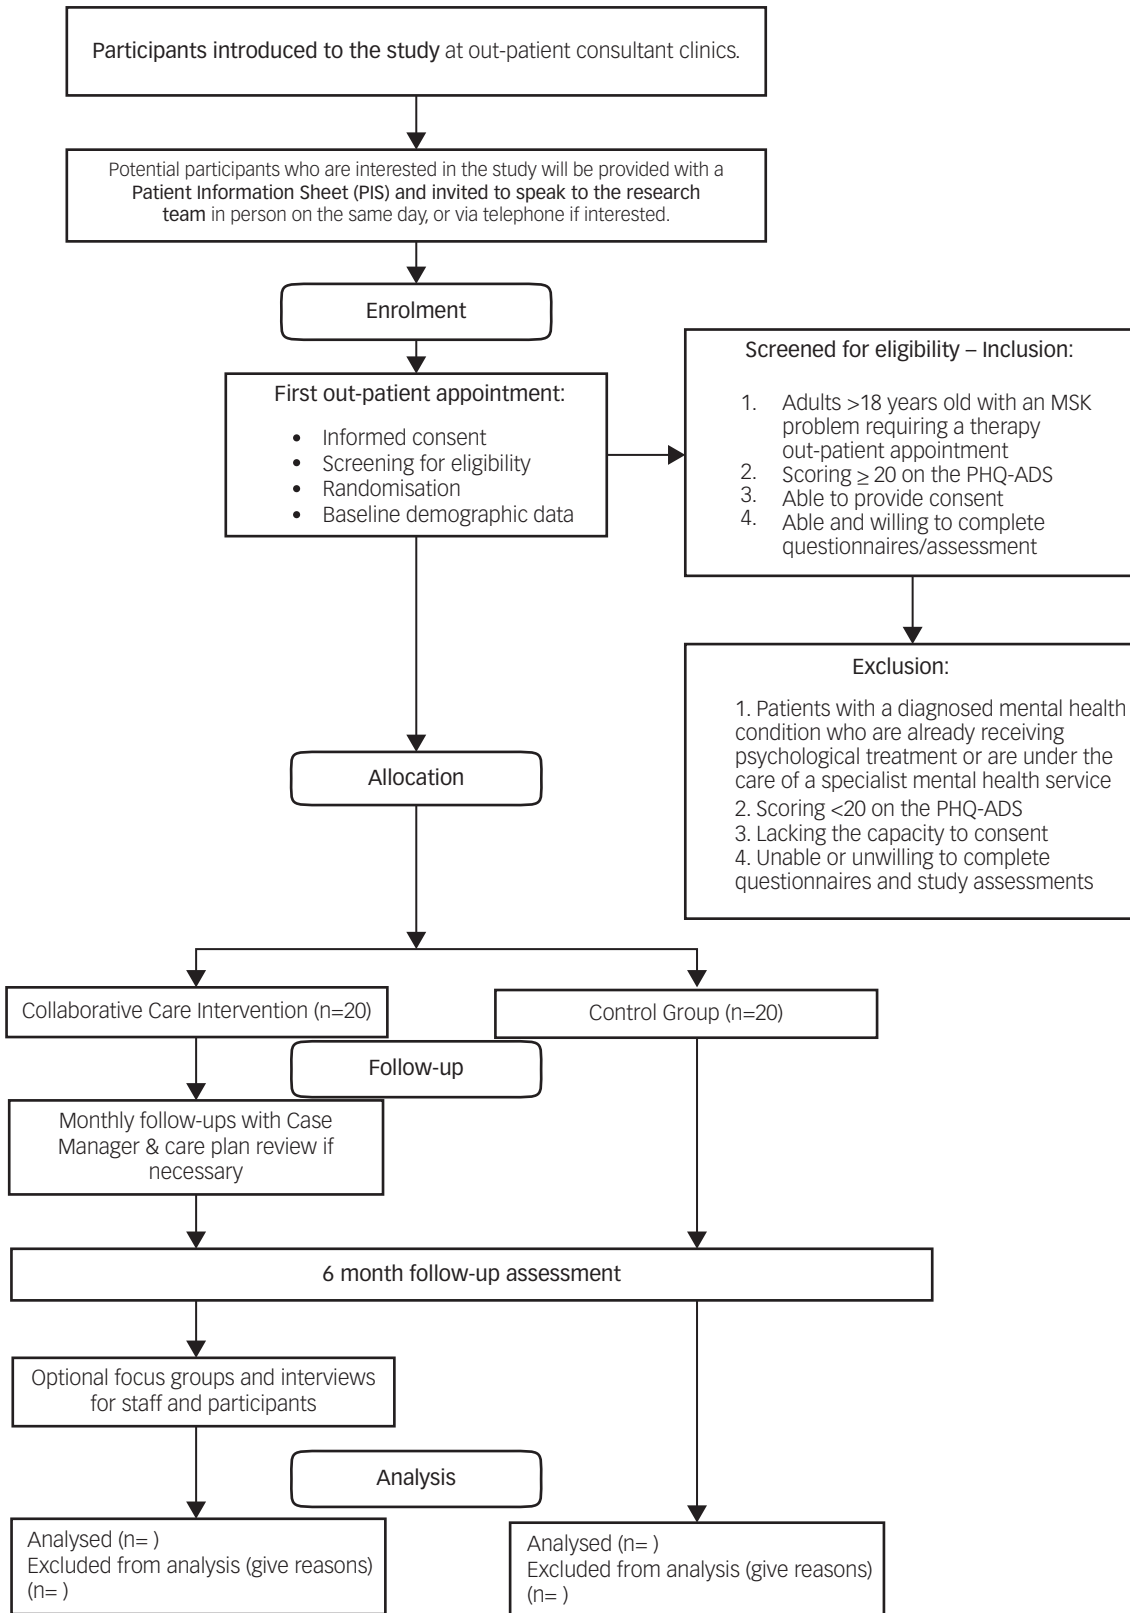 Participants introduced to the study at out-patient consultant clinics.
Potential participants who are interested in the study will be provided with a
Patient Information Sheet (PIS) and invited to speak to the research
team in person on the same day, or via telephone if interested.
Enrolment
First out-patient appointment:
• Informed consent
• Screening for eligibility
• Randomisation
• Baseline demographic data
Screened for eligibility – Inclusion:
1. Adults >18 years old with an MSK
problem requiring a therapy
out-patient appointment
2. Scoring ≥ 20 on the PHQ-ADS
3. Able to provide consent
4. Able and willing to complete
questionnaires/assessment
Exclusion:
1. Patients with a diagnosed mental health
condition who are already receiving
psychological treatment or are under the
care of a specialist mental health service
2. Scoring <20 on the PHQ-ADS
3. Lacking the capacity to consent
4. Unable or unwilling to complete
questionnaires and study assessments
Allocation
Collaborative Care Intervention (n=20)
Control Group (n=20)
Follow-up
Monthly follow-ups with Case
Manager & care plan review if
necessary
6 month follow-up assessment
Optional focus groups and interviews
for staff and participants
Analysis
Analysed (n= )
Excluded from analysis (give reasons)
(n= )
Analysed (n= )
Excluded from analysis (give reasons)
(n= )